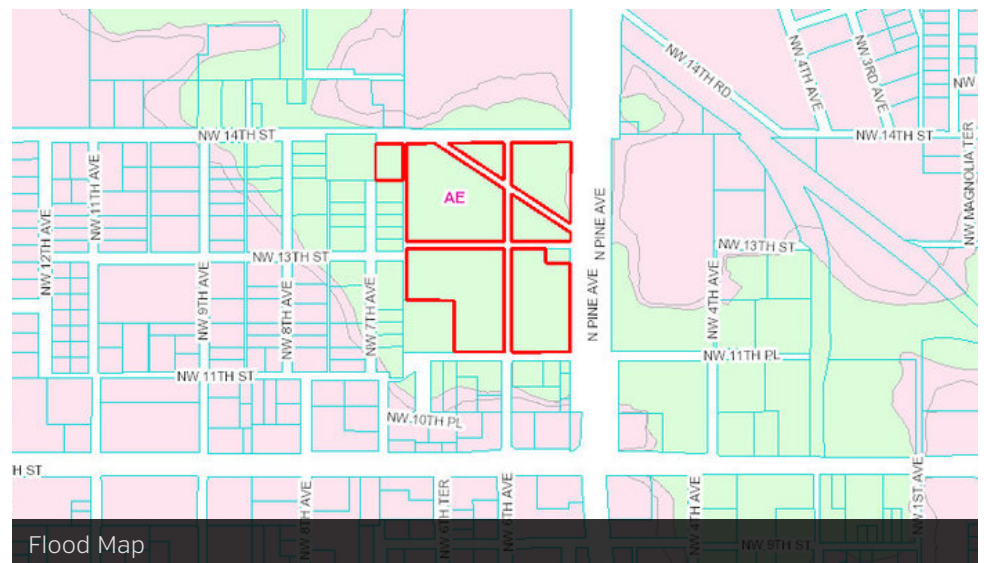 NW 14TH RD
NW 4TH AVE
NW 3RD AVE
NW
NW 14TH ST
NW 14TH ST
NW 11TH AVE
NW 12TH AVE
AE
N PINE AVE
NW MAGNOLIA TER
NW 13TH ST
NW 13TH ST
NW 9TH AVE
NW 8TH AVE
NW 7TH AVE
N PINE AVE
NW 4TH AVE
NW 11TH PL
NW 11TH ST
NW 10TH PL
H ST
NW 8TH AVE
NW 6TH TER
NW 6TH AVE
NW 4TH AVE
NW 1ST AVE
NW 9TH ST
Flood Map